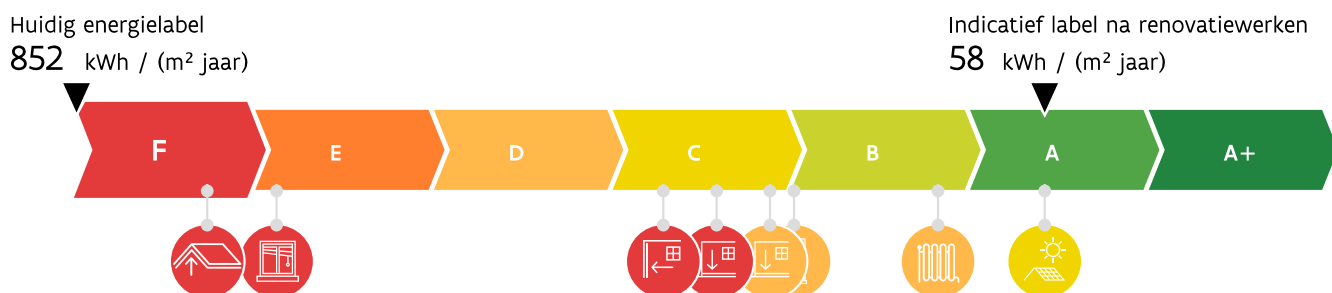 Huidig energielabel
852 kWh / (m² jaar)
Indicatief label na renovatiewerken
58 kWh / (m² jaar)
F E D C B A A+